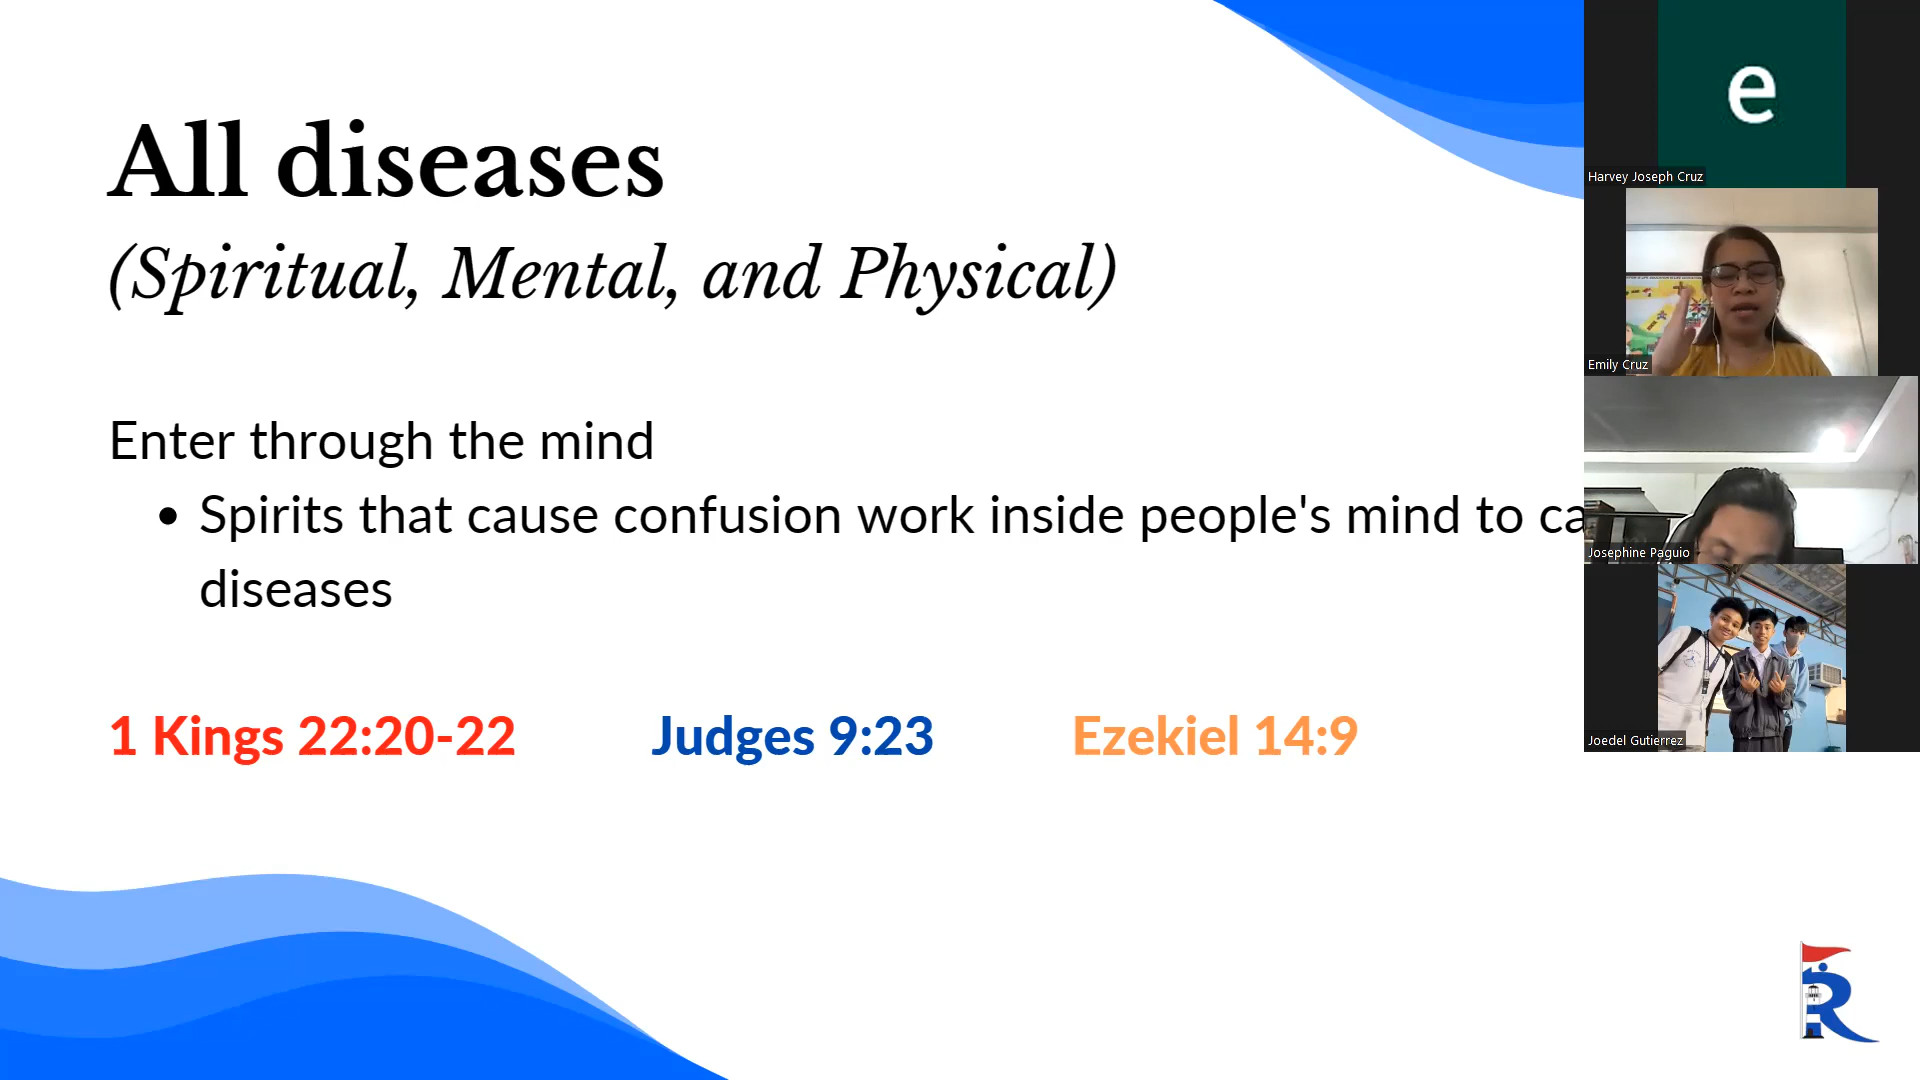 All diseases
(Spiritual, Mental, and Physical)
Enter through the mind
• Spirits that cause confusion work inside people's mind to ca
diseases
1 Kings 22:20-22 Judges 9:23 Ezekiel 14:9
e
Harvey Joseph Cruz
Emily Cruz
Josephine Paguio
Joedel Gutierrez
R